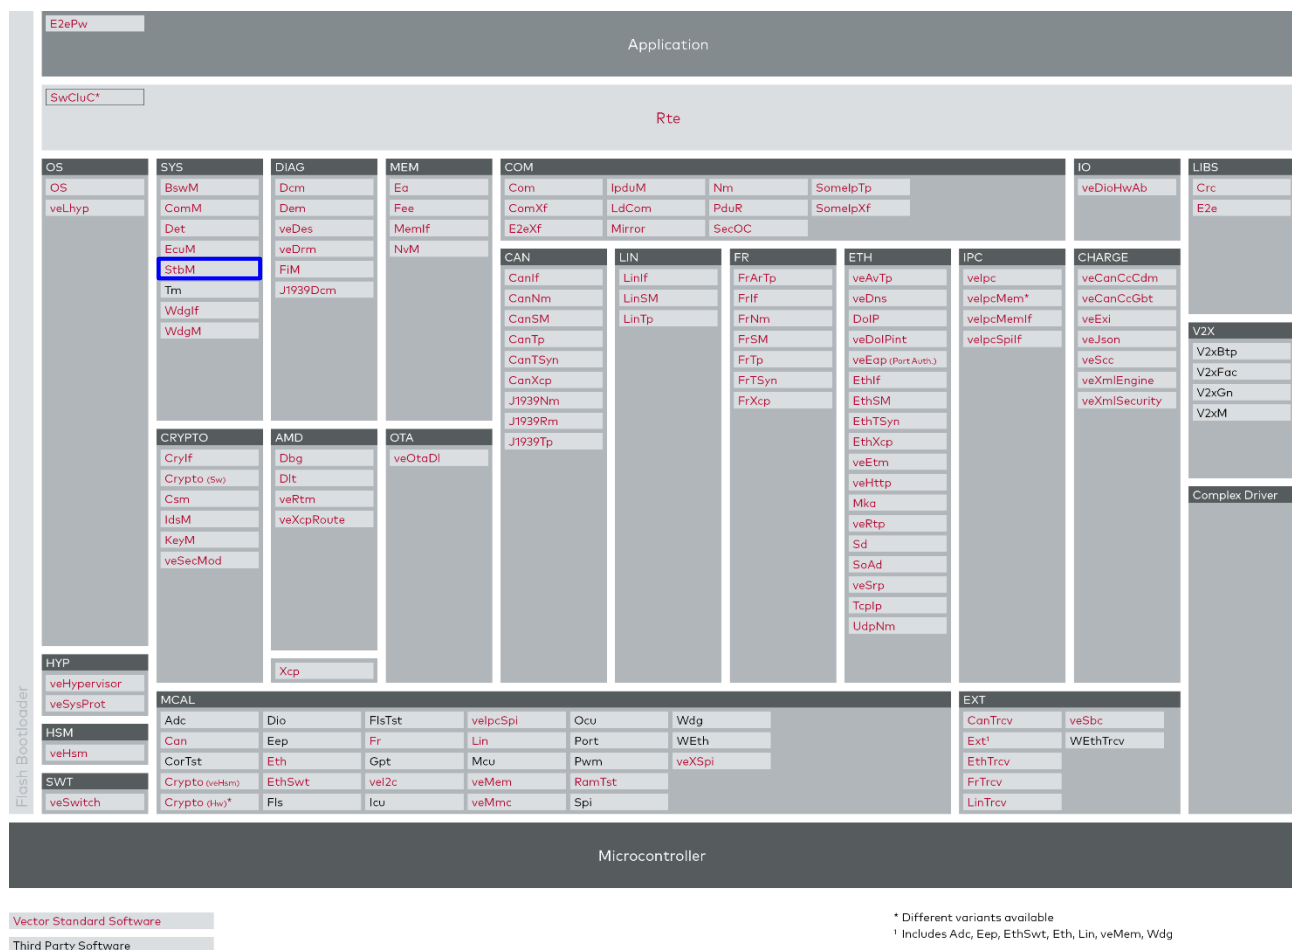 E2ePw
Application
SwCluC*
Rte
OS
OS
veLhyp
SYS
BswM
ComM
Det
EcuM
StbM
Tm
WdgIf
WdgM
DIAG
Dcm
Dem
veDes
veDrm
FiM
J1939Dcm
MEM
Ea
Fee
MemIf
NvM
COM
Com
IpduM
Nm
SomeIpTp
ComXf
LdCom
PduR
SomeIpXf
E2eXf
Mirror
SecOC
IO
veDioHwAb
LIBS
Crc
E2e
CAN
CanIf
CanNm
CanSM
CanTp
CanTSyn
CanXcp
J1939Nm
J1939Rm
J1939Tp
LIN
LinIf
LinSM
LinTp
FR
FrArTp
FrIf
FrNm
FrSM
FrTp
FrTSyn
FrXcp
ETH
veAvTp
veDns
DoIP
veDoIPint
veEap (Port Auth.)
EthIf
EthSM
EthTSyn
EthXcp
veEtm
veHttp
Mka
veRtp
Sd
SoAd
veSrp
TcpIp
UdpNm
IPC
veIpc
veIpcMem*
veIpcMemIf
veIpcSpiIf
CHARGE
veCanCcCdm
veCanCcGbt
veExi
veJson
veScc
veXmlEngine
veXmlSecurity
V2X
V2xBtp
V2xFac
V2xGn
V2xM
CRYPTO
CryIf
Crypto (Sw)
Csm
IdsM
KeyM
veSecMod
AMD
Dbg
Dlt
veRtm
veXcpRoute
OTA
veOtaDl
Complex Driver
Xcp
HYP
veHypervisor
veSysProt
HSM
veHsm
SWT
veSwitch
Flash Bootloader
MCAL
Adc
Dio
FlsTst
veIpcSpi
Ocu
Wdg
Can
Eep
Fr
Lin
Port
WEth
CorTst
Eth
Gpt
Mcu
Pwm
veXSpi
Crypto (veHsm)
EthSwt
veI2c
veMem
RamTst
Crypto (Hw)*
Fls
Icu
veMmc
Spi
EXT
CanTrcv
veSbc
Ext¹
WEthTrcv
EthTrcv
FrTrcv
LinTrcv
Microcontroller
Vector Standard Software
Third Party Software
* Different variants available
¹ Includes Adc, Eep, EthSwt, Eth, Lin, veMem, Wdg